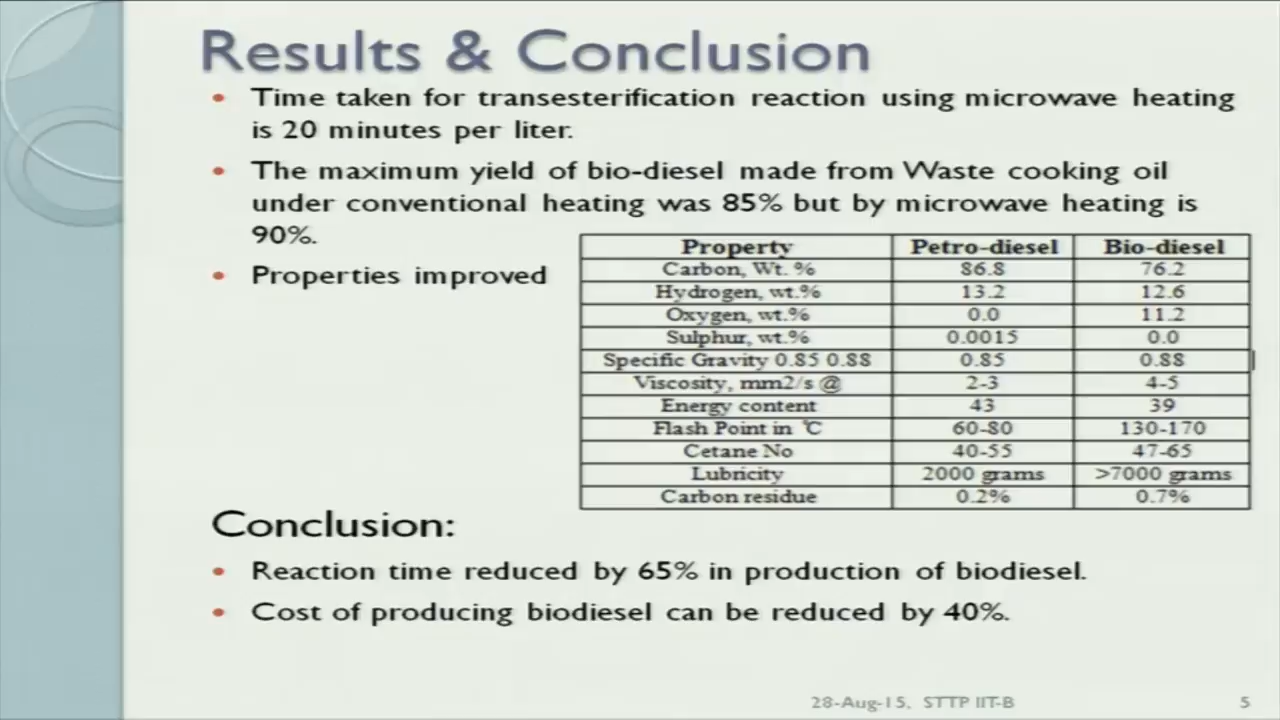 Results & Conclusion
Time taken for transesterification reaction using microwave heating
is 20 minutes per liter.
The maximum yield of bio-diesel made from Waste cooking oil
under conventional heating was 85% but by microwave heating is
90%.
Properties improved
Property Petro-diesel Bio-diesel
Carbon, Wt. % 86.8 76.2
Hydrogen, wt.% 13.2 12.6
Oxygen, wt.% 0.0 11.2
Sulphur, wt.% 0.0015 0.0
Specific Gravity 0.85 0.88 0.85 0.88
Viscosity, mm2/s @ 2-3 4-5
Energy content 43 39
Flash Point in ℃ 60-80 130-170
Cetane No 40-55 47-65
Lubricity 2000 grams >7000 grams
Carbon residue 0.2% 0.7%
Conclusion:
Reaction time reduced by 65% in production of biodiesel.
Cost of producing biodiesel can be reduced by 40%.
28-Aug-15, STTP IIT-B 5